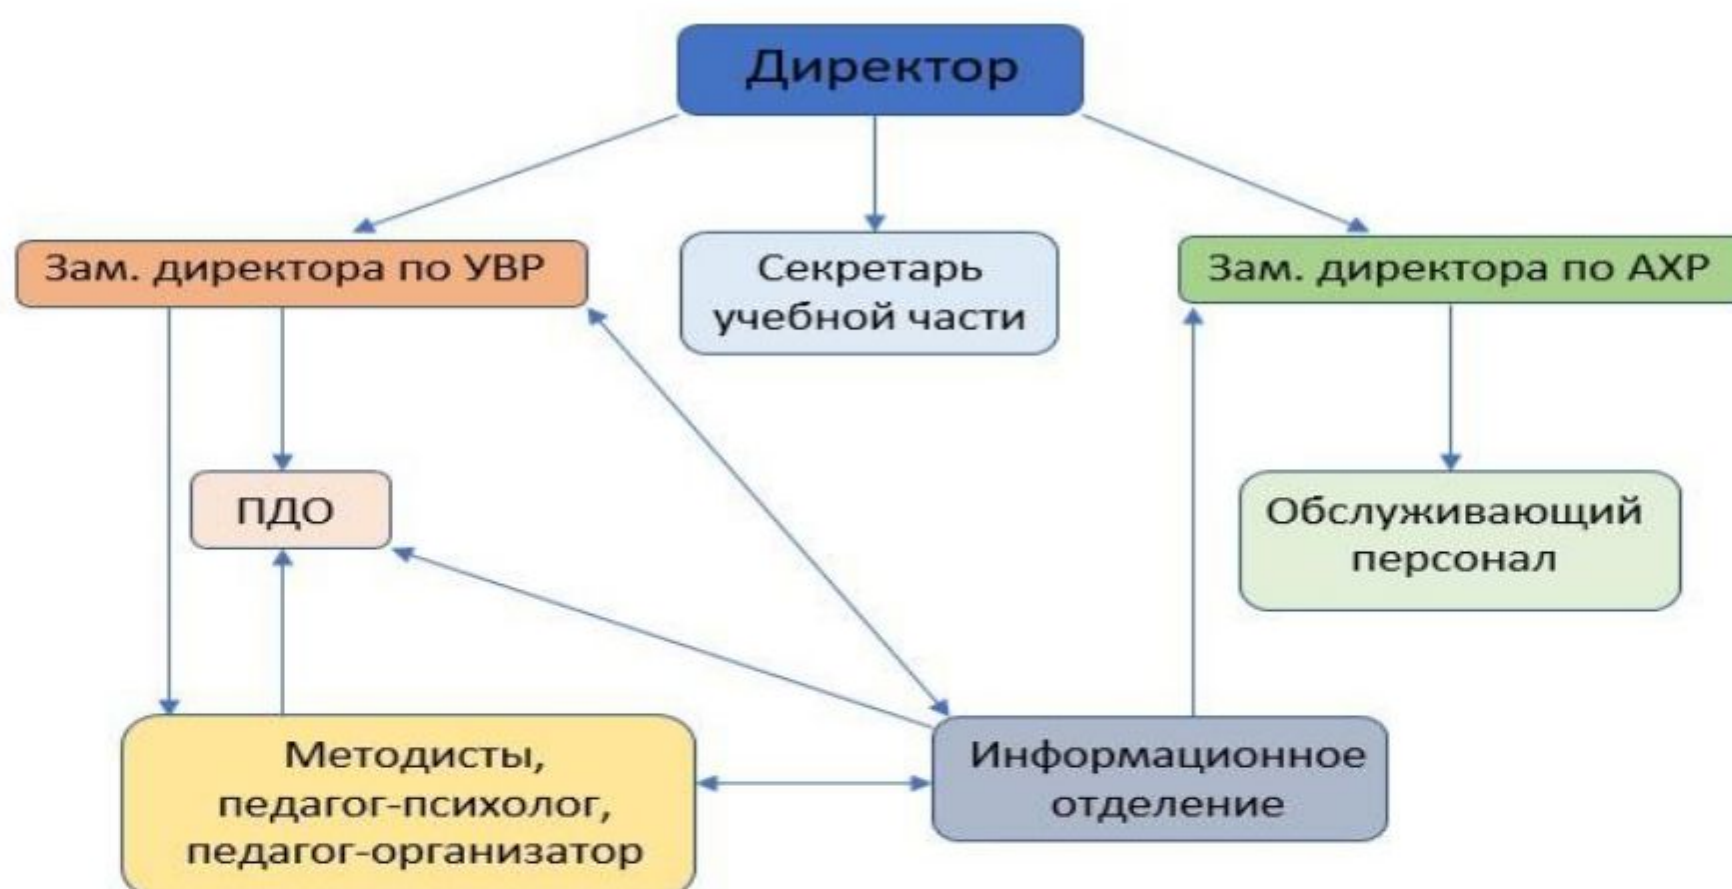 Директор
Зам. директора по УВР
Секретарь
учебной части
Зам. директора по АХР
ПДО
Обслуживающий
персонал
Методисты,
педагог-психолог,
педагог-организатор
Информационное
отделение